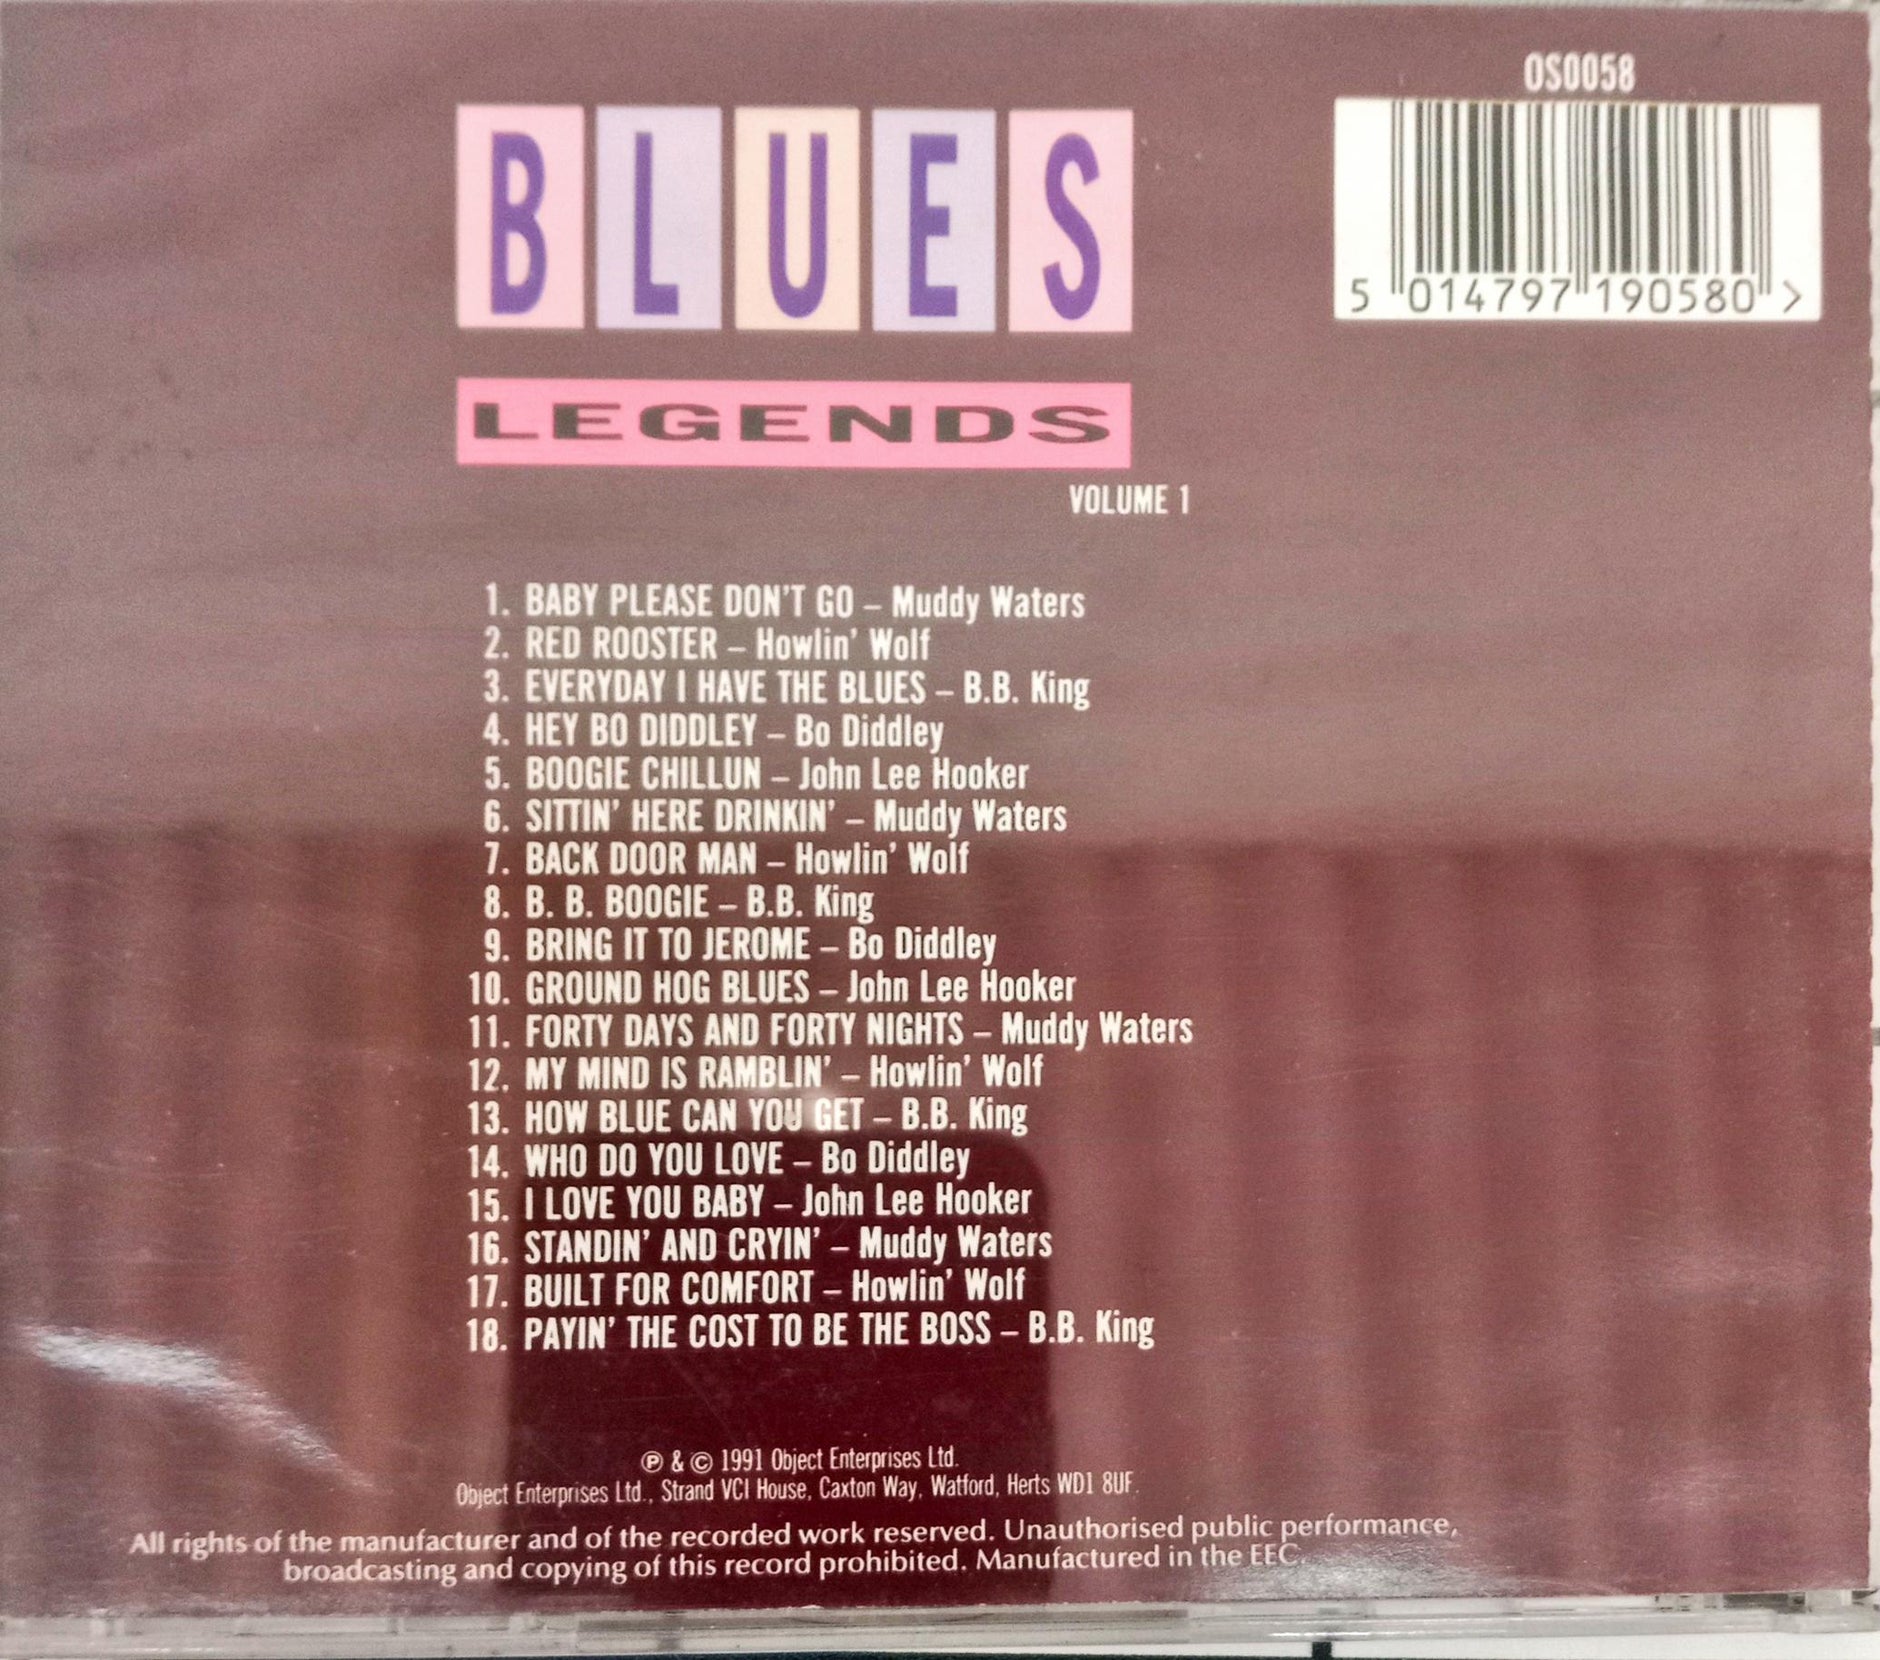 OS0058
5 014797 190580 >
BLUES
LEGENDS
VOLUME 1
1. BABY PLEASE DON'T GO – Muddy Waters
2. RED ROOSTER – Howlin' Wolf
3. EVERYDAY I HAVE THE BLUES – B.B. King
4. HEY BO DIDDLEY – Bo Diddley
5. BOOGIE CHILLUN – John Lee Hooker
6. SITTIN' HERE DRINKIN' – Muddy Waters
7. BACK DOOR MAN – Howlin' Wolf
8. B. B. BOOGIE – B.B. King
9. BRING IT TO JEROME – Bo Diddley
10. GROUND HOG BLUES – John Lee Hooker
11. FORTY DAYS AND FORTY NIGHTS – Muddy Waters
12. MY MIND IS RAMBLIN' – Howlin' Wolf
13. HOW BLUE CAN YOU GET – B.B. King
14. WHO DO YOU LOVE – Bo Diddley
15. I LOVE YOU BABY – John Lee Hooker
16. STANDIN' AND CRYIN' – Muddy Waters
17. BUILT FOR COMFORT – Howlin' Wolf
18. PAYIN' THE COST TO BE THE BOSS – B.B. King
℗ & © 1991 Object Enterprises Ltd.
Object Enterprises Ltd., Strand VCI House, Caxton Way, Watford, Herts WD1 8UF.
All rights of the manufacturer and of the recorded work reserved. Unauthorised public performance,
broadcasting and copying of this record prohibited. Manufactured in the EEC.